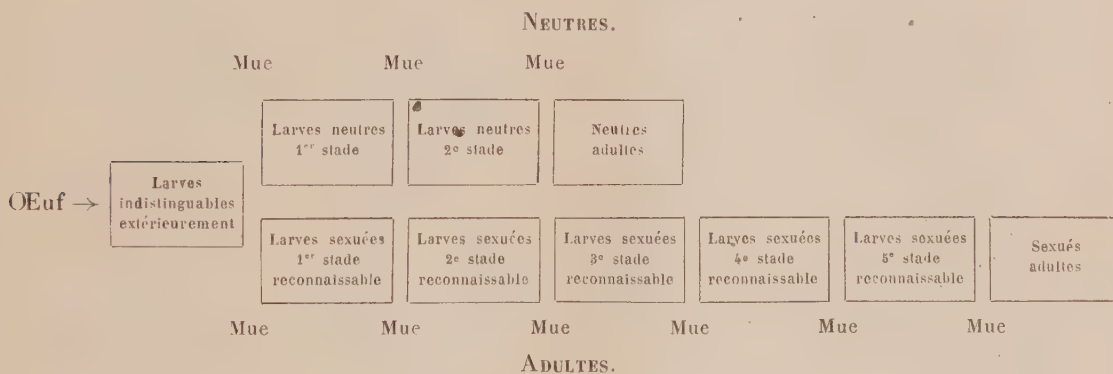 NEUTRES.
Mue Mue Mue
Larves neutres
1er stade
Larves neutres
2e stade
Neutres
adultes
OEuf →
Larves
indistinguables
extérieurement
Larves sexuées
1er stade
reconnaissable
Larves sexuées
2e stade
reconnaissable
Larves sexuées
3e stade
reconnaissable
Larves sexuées
4e stade
reconnaissable
Larves sexuées
5e stade
reconnaissable
Sexués
adultes
Mue Mue Mue Mue Mue Mue
ADULTES.